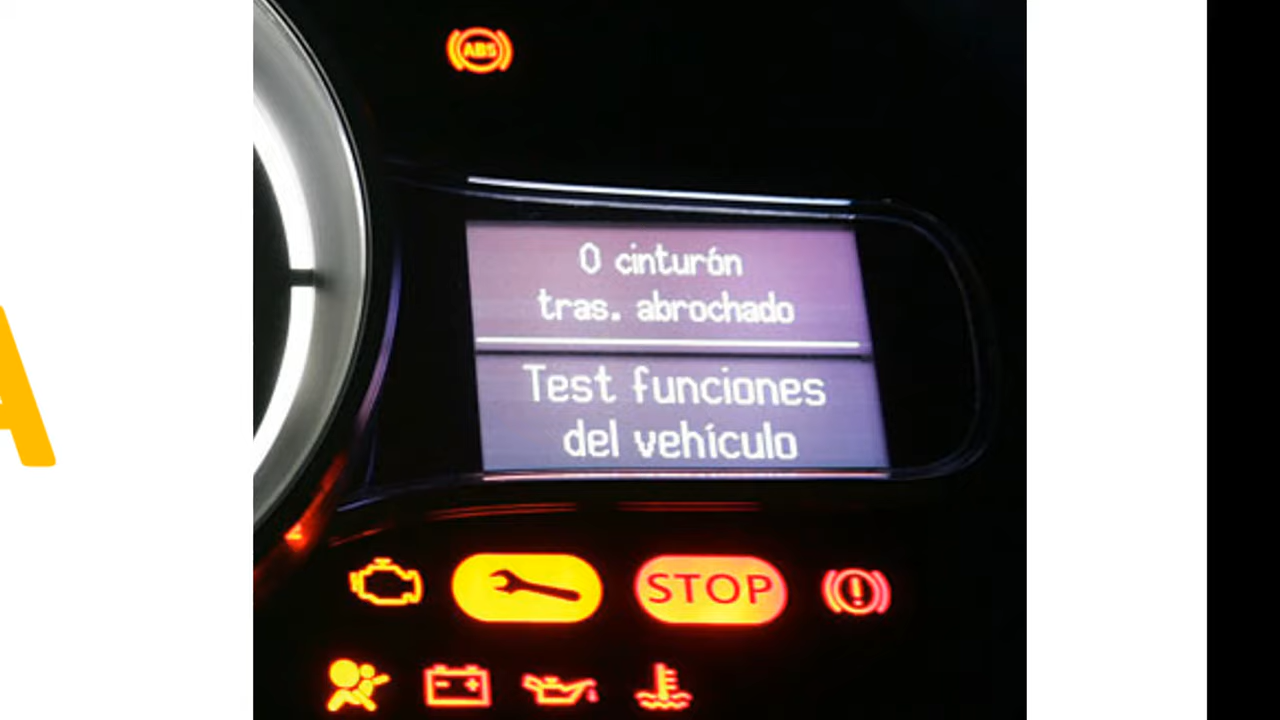 ABS
0 cinturón
tras. abrochado
Test funciones
del vehículo
STOP
A